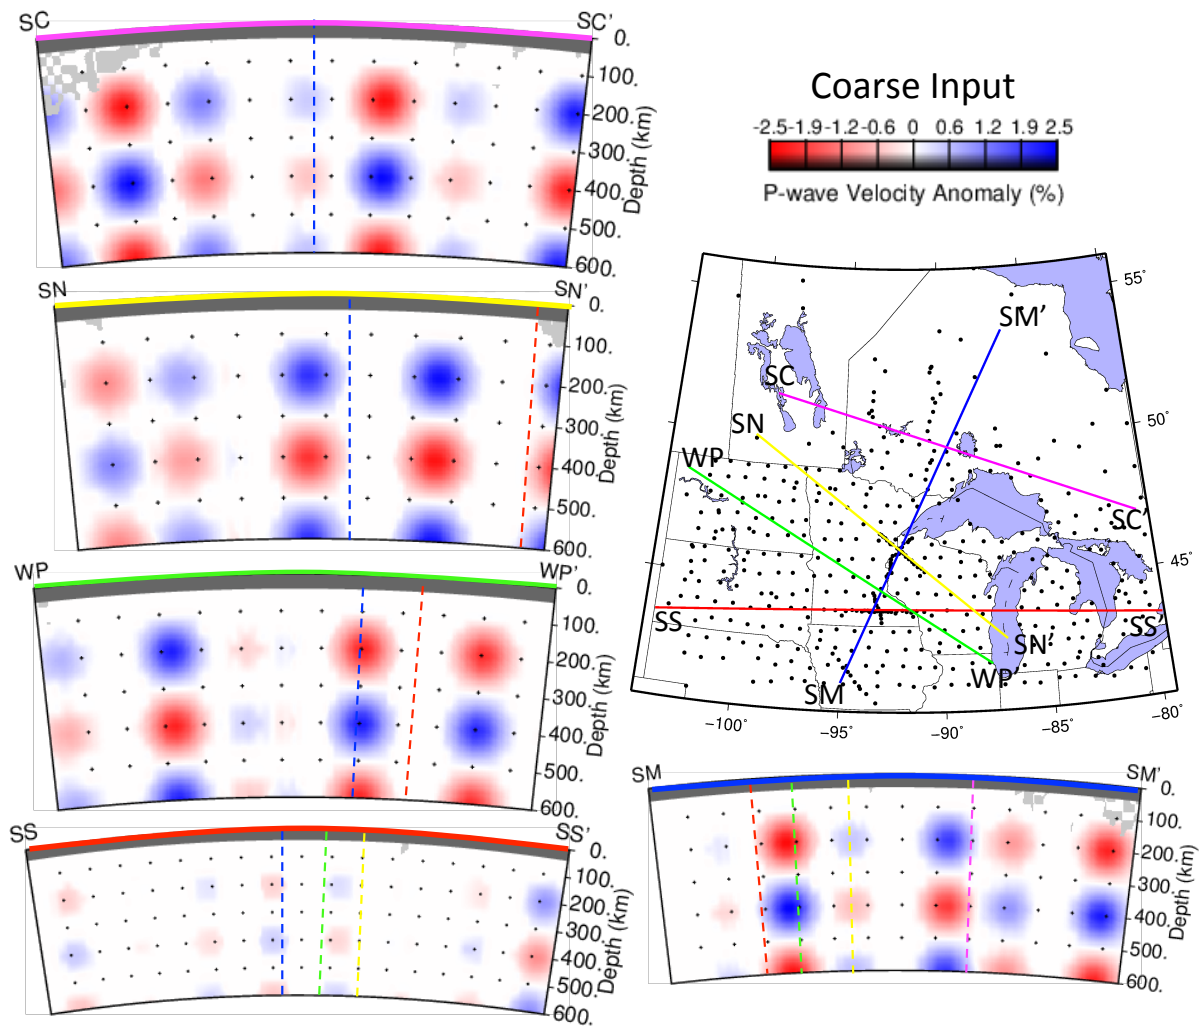 SC
SC’
0.
100.
200.
300.
400.
500.
600.
Depth (km)
Coarse Input
-2.5 -1.9 -1.2 -0.6 0 0.6 1.2 1.9 2.5
P-wave Velocity Anomaly (%)
SN
SN’
0.
100.
200.
300.
400.
500.
600.
Depth (km)
WP
WP’
0.
100.
200.
300.
400.
500.
600.
Depth (km)
SS
SS’
0.
100.
200.
300.
400.
500.
600.
Depth (km)
55˚
SM’
SC
50˚
SN
WP
SC’
45˚
SS
SS’
SN’
WP’
SM
−100˚
−95˚
−90˚
−85˚
−80˚
SM
SM’
0.
100.
200.
300.
400.
500.
600.
Depth (km)